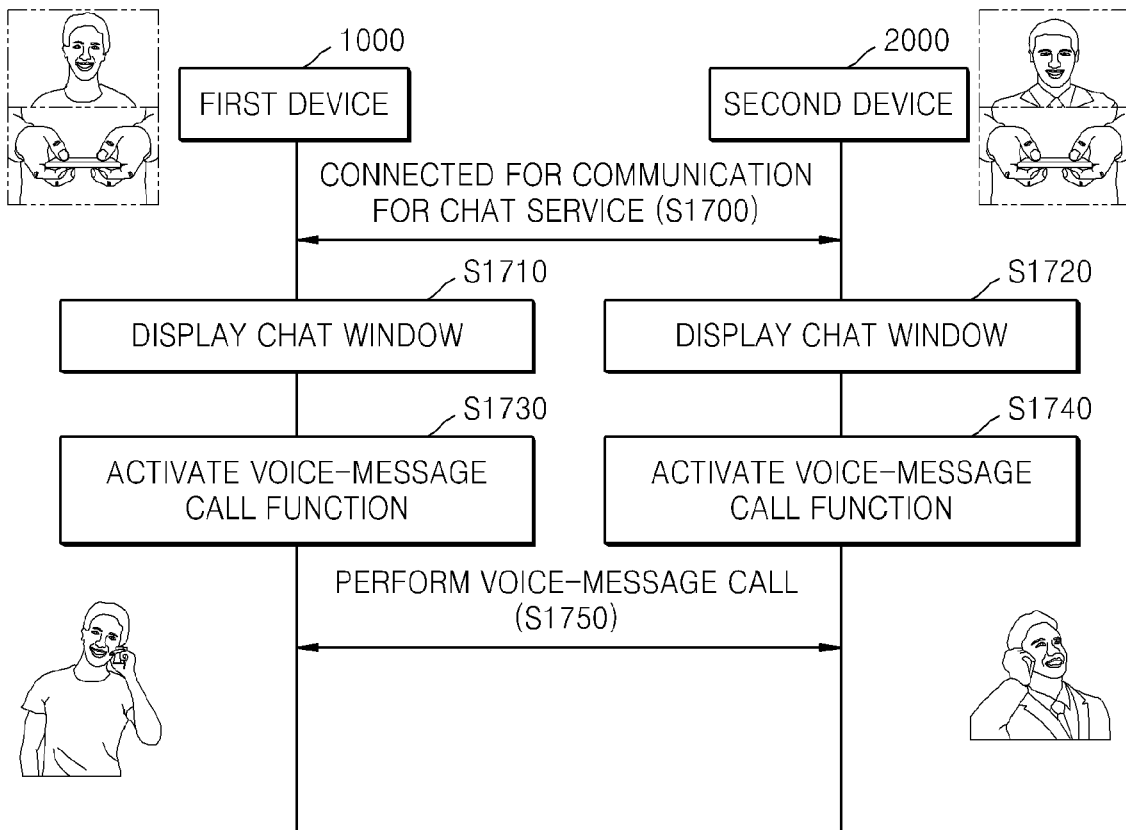 1000
2000
FIRST DEVICE
SECOND DEVICE
CONNECTED FOR COMMUNICATION
FOR CHAT SERVICE (S1700)
S1710
S1720
DISPLAY CHAT WINDOW
DISPLAY CHAT WINDOW
S1730
S1740
ACTIVATE VOICE-MESSAGE
CALL FUNCTION
ACTIVATE VOICE-MESSAGE
CALL FUNCTION
PERFORM VOICE-MESSAGE CALL
(S1750)